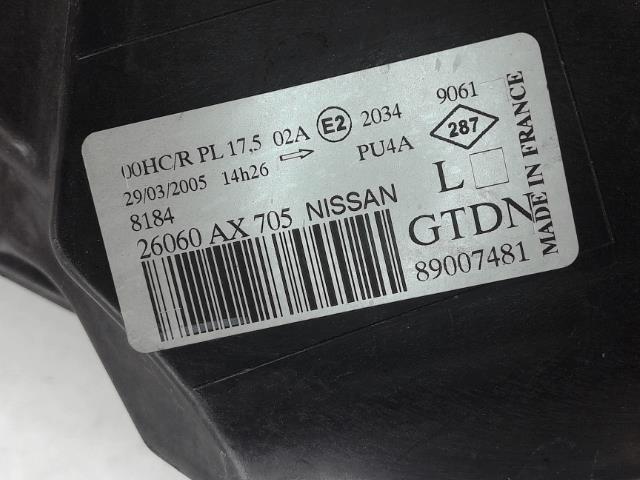 00HC/R PL 17.5 02A E2 2034 9061
29/03/2005 14h26 PU4A 287
8184 L
26060 AX 705 NISSAN GTDN
89007481
MADE IN FRANCE